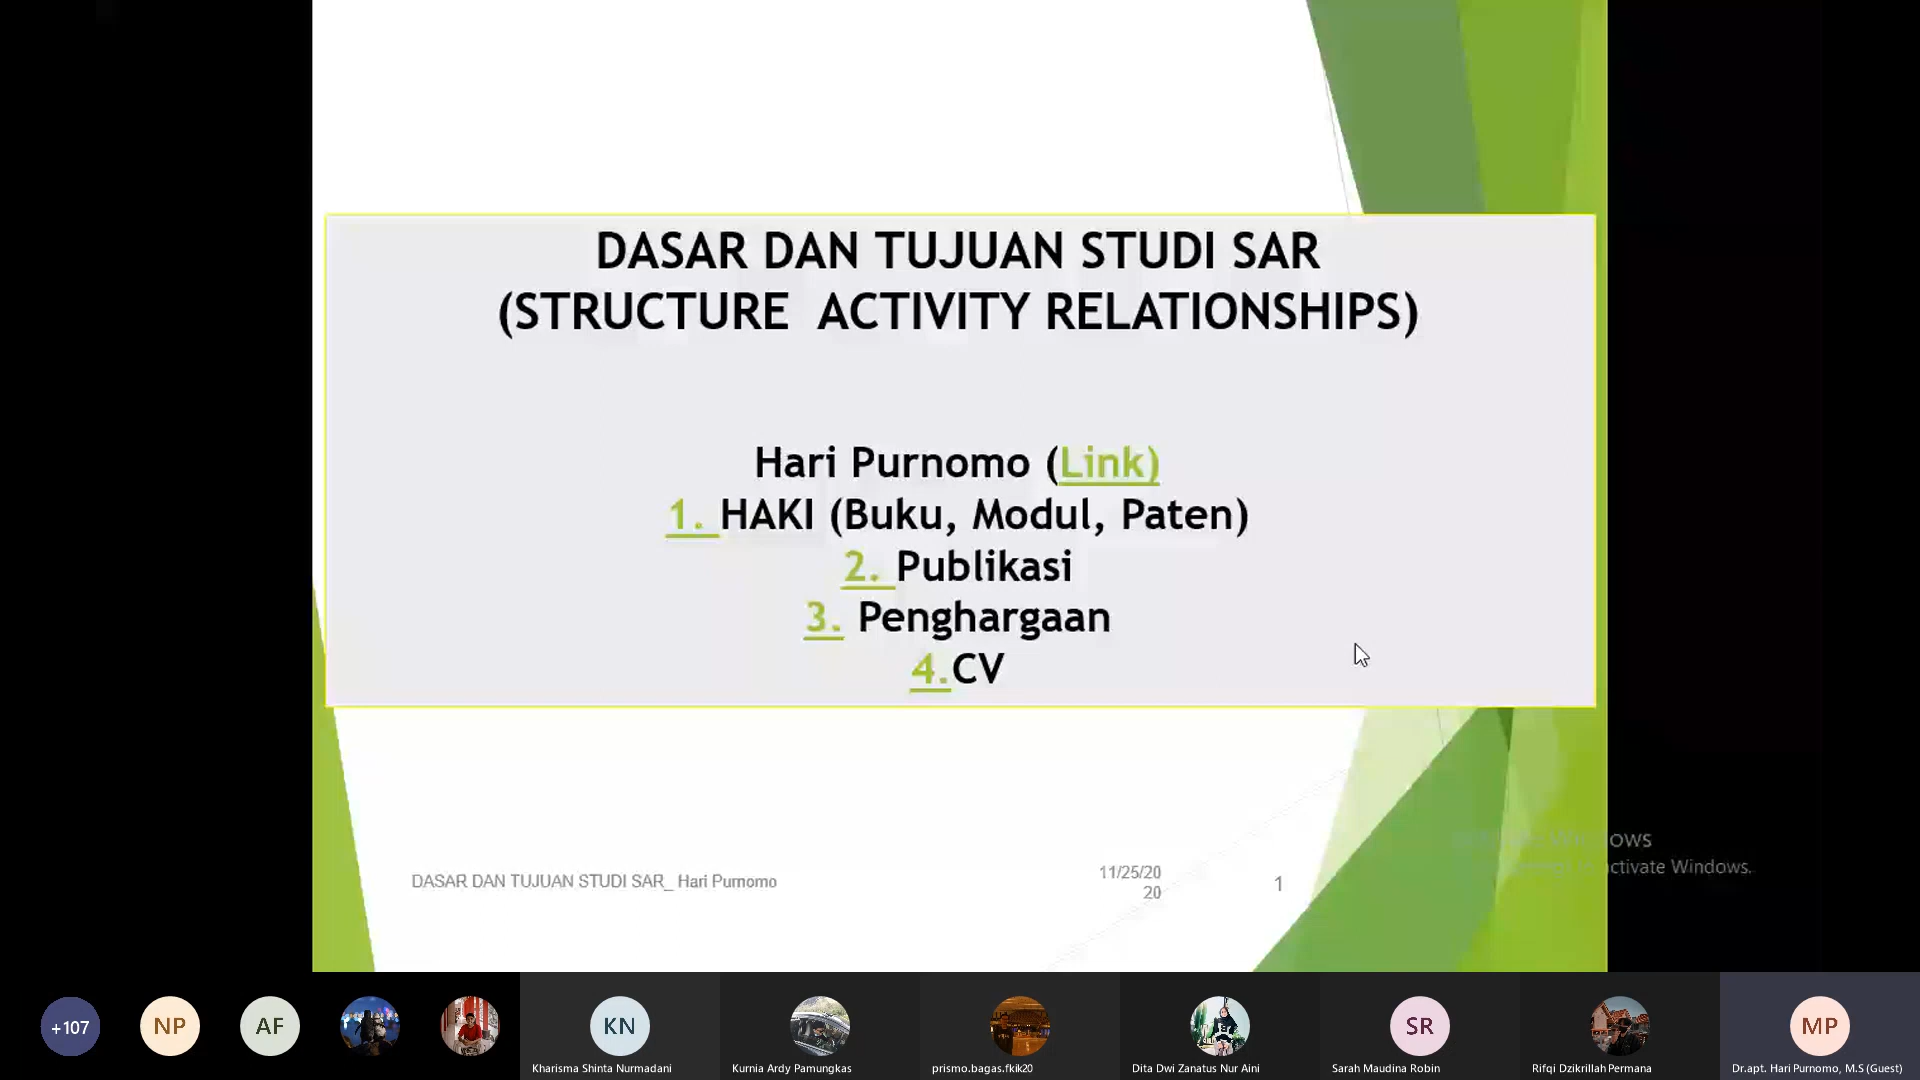 DASAR DAN TUJUAN STUDI SAR
(STRUCTURE ACTIVITY RELATIONSHIPS)
Hari Purnomo (Link)
1. HAKI (Buku, Modul, Paten)
2. Publikasi
3. Penghargaan
4.CV
DASAR DAN TUJUAN STUDI SAR_ Hari Purnomo
11/25/20
20
1
activate Windows.
+107
NP
AF
KN
SR
MP
Kharisma Shinta Nurmadani
Kurnia Ardy Pamungkas
prismo.bagas.fkik20
Dita Dwi Zanatus Nur Aini
Sarah Maudina Robin
Rifqi Dzikrillah Permana
Dr.apt. Hari Purnomo, M.S (Guest)